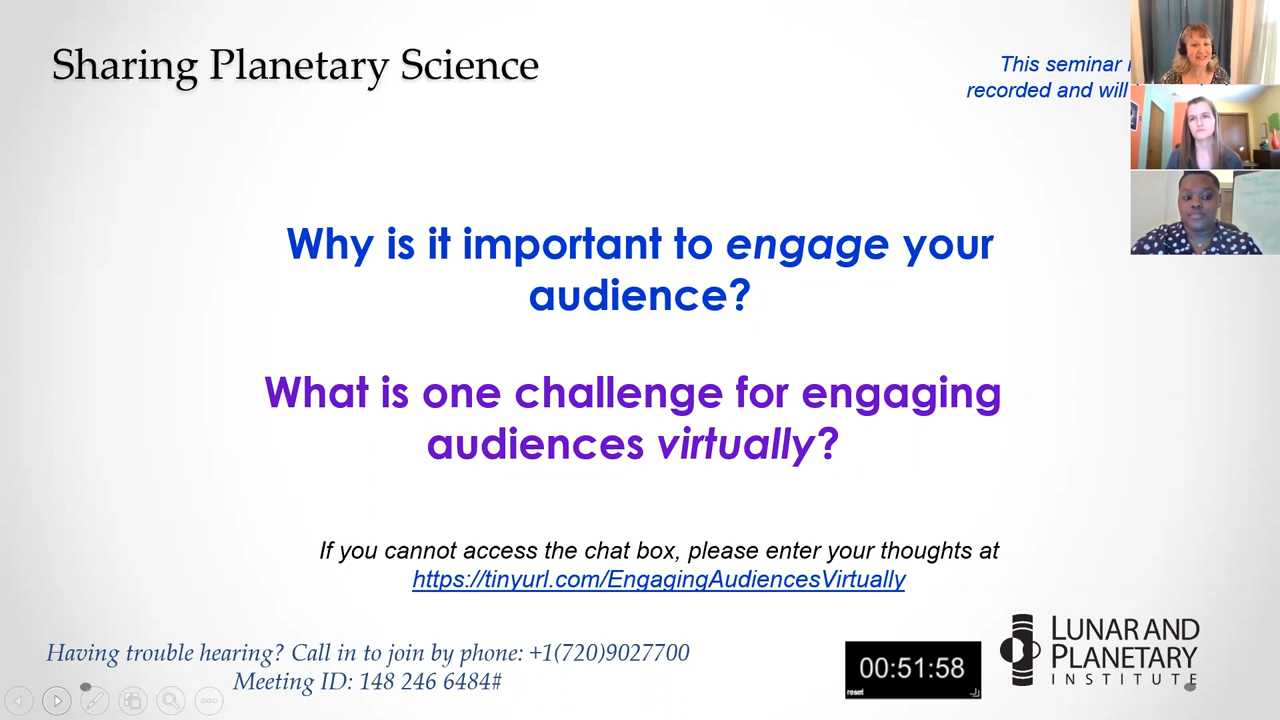 Sharing Planetary Science
This seminar
recorded and will
Why is it important to engage your
audience?
What is one challenge for engaging
audiences virtually?
If you cannot access the chat box, please enter your thoughts at
https://tinyurl.com/EngagingAudiencesVirtually
Having trouble hearing? Call in to join by phone: +1(720)9027700
Meeting ID: 148 246 6484#
00:51:58
reset
LUNAR AND
PLANETARY
INSTITUTE